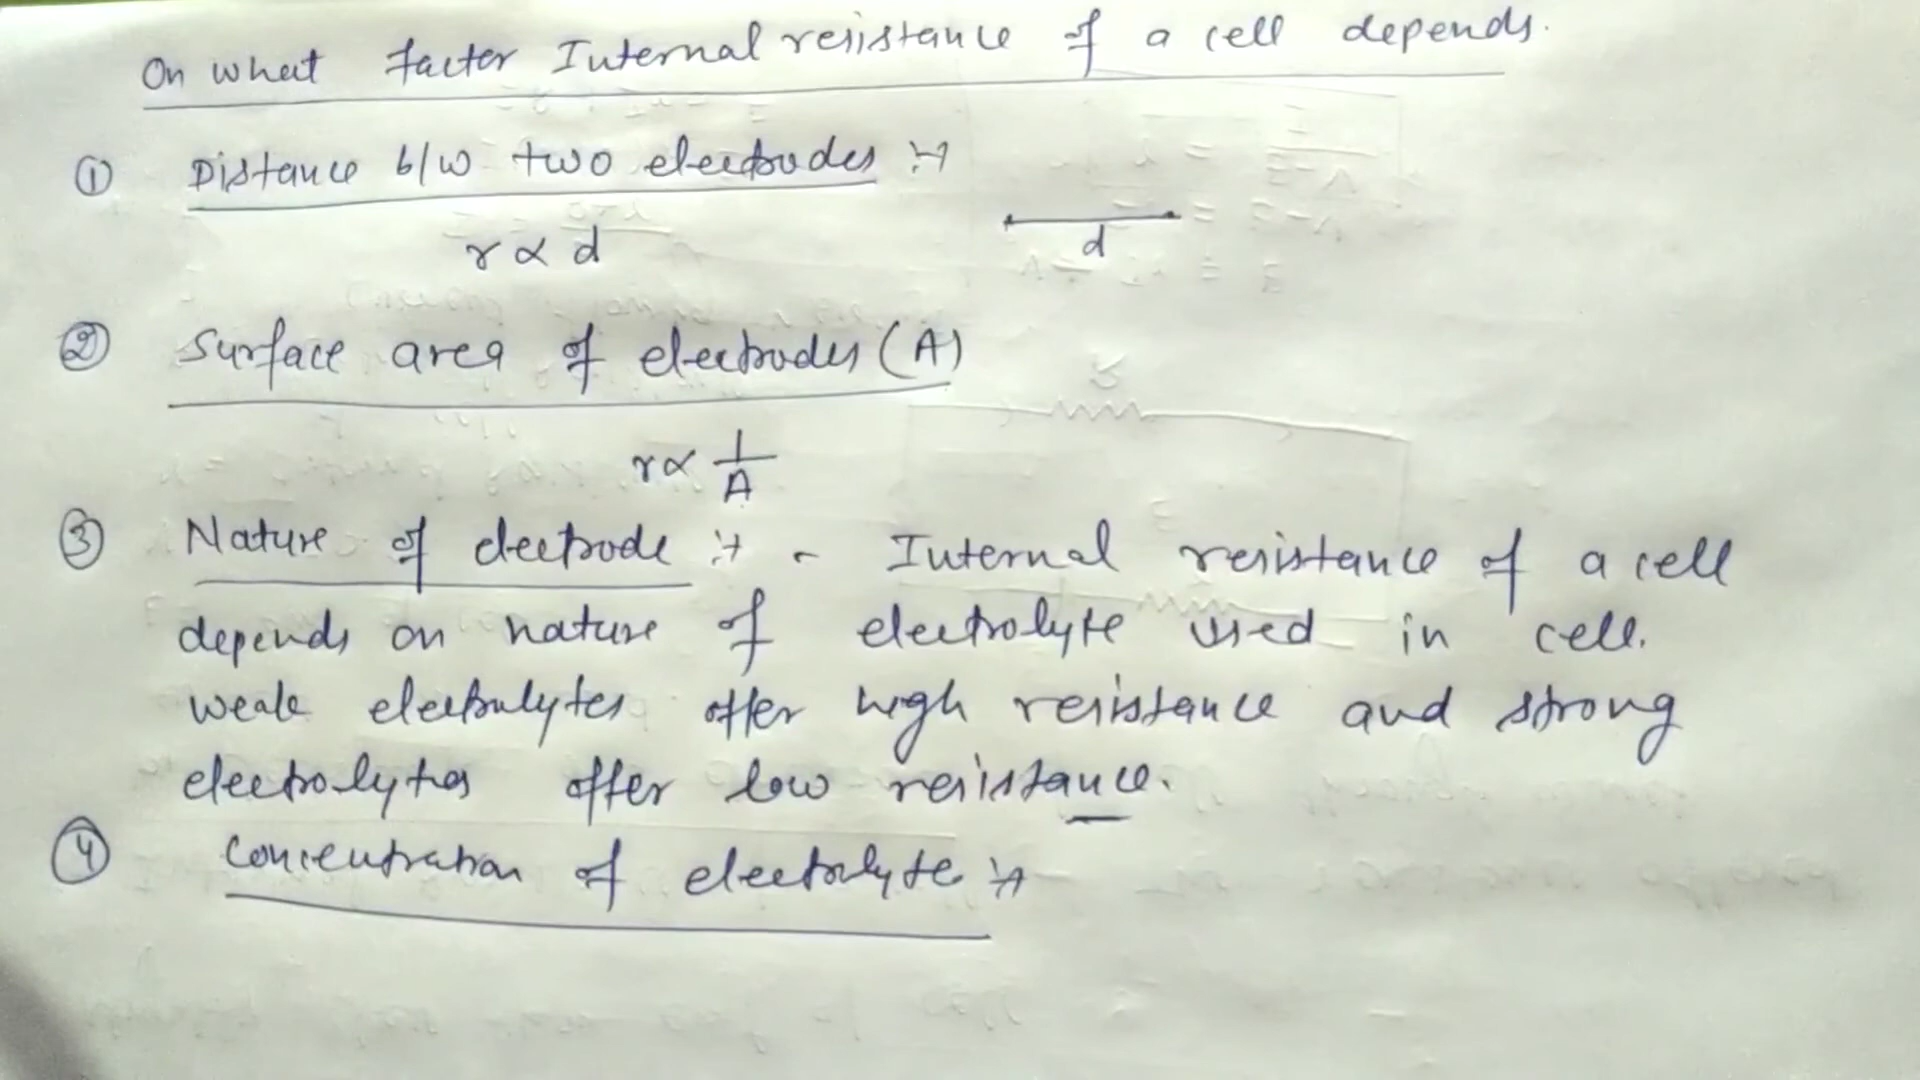 On what factor Internal resistance of a cell depends.
① Distance b/w two electrodes :-
r ∝ d
d
② Surface area of electrodes (A)
r ∝ 1/A
③ Nature of electrode :- - Internal resistance of a cell
depends on nature of electrolyte used in cell.
weak electrolytes offer high resistance and strong
electrolytes offer low resistance.
④ Concentration of electrolyte :-